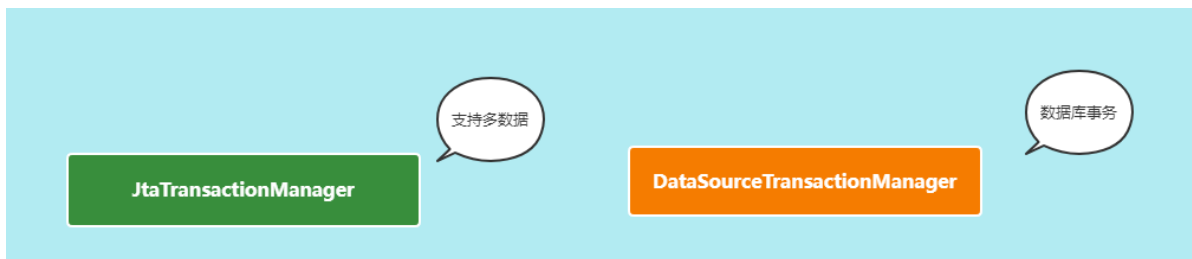 支持多数据
JtaTransactionManager
数据库事务
DataSourceTransactionManager